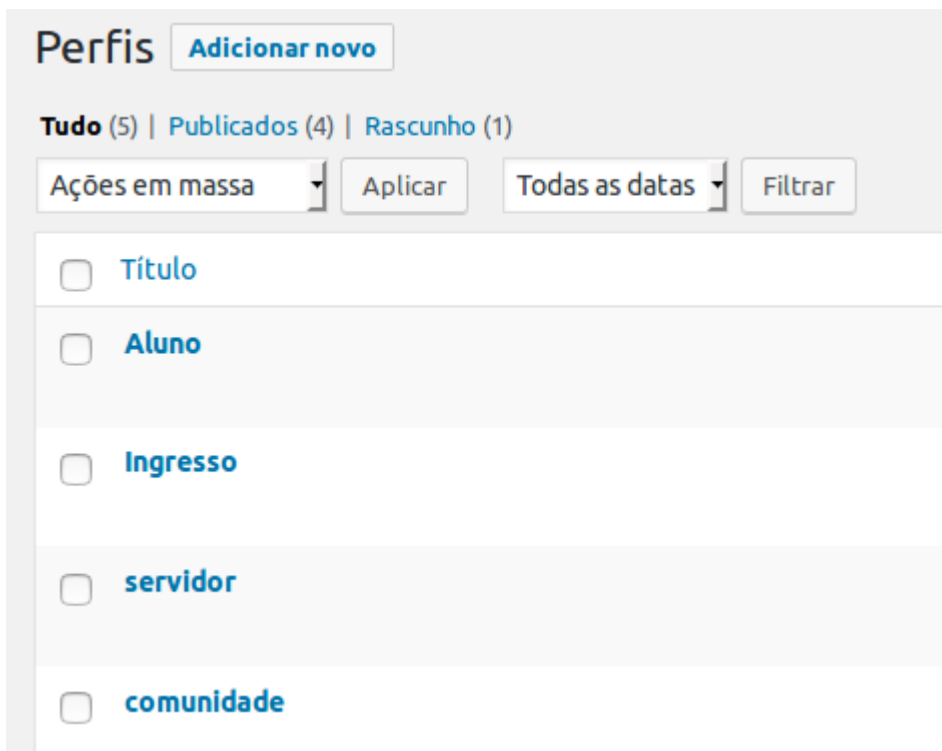 Perfis Adicionar novo
Tudo (5) | Publicados (4) | Rascunho (1)
Ações em massa Aplicar Todas as datas Filtrar
Título
Aluno
Ingresso
servidor
comunidade